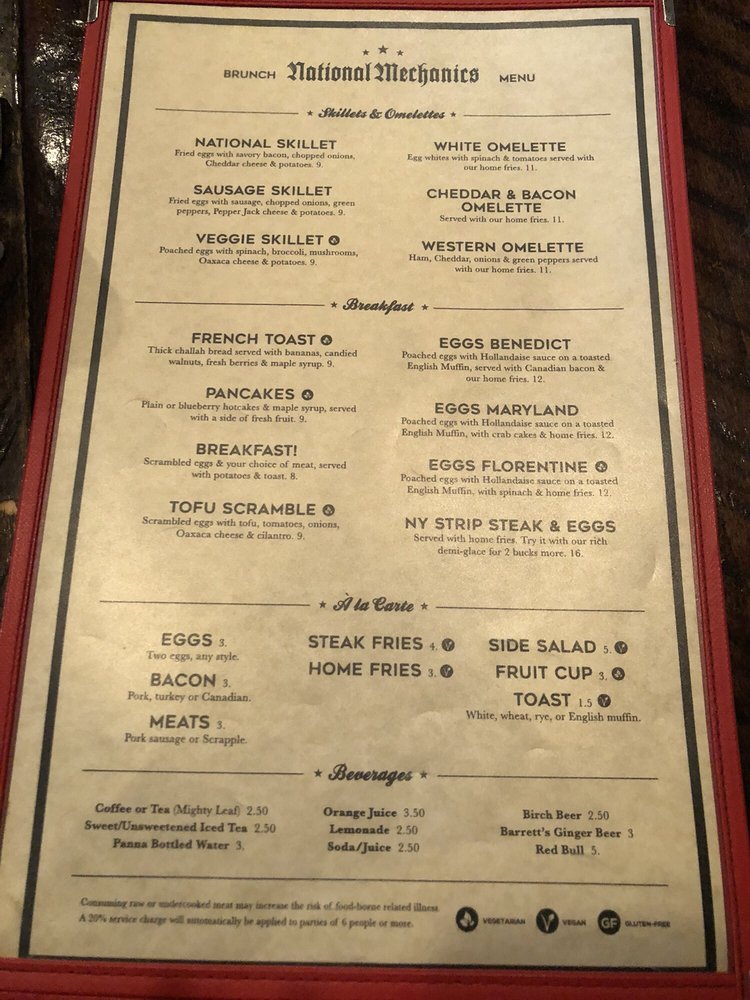 BRUNCH National Mechanics MENU
Skillets & Omelettes
NATIONAL SKILLET
Fried eggs with savory bacon, chopped onions,
Cheddar cheese & potatoes. 9.
SAUSAGE SKILLET
Fried eggs with sausage, chopped onions, green
peppers, Pepper Jack cheese & potatoes. 9.
VEGGIE SKILLET
Poached eggs with spinach, broccoli, mushrooms,
Oaxaca cheese & potatoes. 9.
WHITE OMELETTE
Egg whites with spinach & tomatoes served with
our home fries. 11.
CHEDDAR & BACON
OMELETTE
Served with our home fries. 11.
WESTERN OMELETTE
Ham, Cheddar, onions & green peppers served
with our home fries. 11.
Breakfast
FRENCH TOAST
Thick challah bread served with bananas, candied
walnuts, fresh berries & maple syrup. 9.
PANCAKES
Plain or blueberry hotcakes & maple syrup, served
with a side of fresh fruit. 9.
BREAKFAST!
Scrambled eggs & your choice of meat, served
with potatoes & toast. 8.
TOFU SCRAMBLE
Scrambled eggs with tofu, tomatoes, onions,
Oaxaca cheese & cilantro. 9.
EGGS BENEDICT
Poached eggs with Hollandaise sauce on a toasted
English Muffin, served with Canadian bacon &
our home fries. 12.
EGGS MARYLAND
Poached eggs with Hollandaise sauce on a toasted
English Muffin, with crab cakes & home fries. 12.
EGGS FLORENTINE
Poached eggs with Hollandaise sauce on a toasted
English Muffin, with spinach & home fries. 12.
NY STRIP STEAK & EGGS
Served with home fries. Try it with our rich
demi-glace for 2 bucks more. 16.
À la Carte
EGGS 3.
Two eggs, any style.
BACON 3.
Pork, turkey or Canadian.
MEATS 3.
Pork sausage or Scrapple.
STEAK FRIES 4. V
HOME FRIES 3. V
SIDE SALAD 5. V
FRUIT CUP 3.
TOAST 1.5 V
White, wheat, rye, or English muffin.
Beverages
Coffee or Tea (Mighty Leaf) 2.50
Sweet/Unsweetened Iced Tea 2.50
Panna Bottled Water 3.
Orange Juice 3.50
Lemonade 2.50
Soda/Juice 2.50
Birch Beer 2.50
Barrett's Ginger Beer 3
Red Bull 5.
Consuming raw or undercooked meat may increase the risk of food-borne related illness
A 20% service charge will automatically be applied to parties of 6 people or more.
VEGETARIAN V VEGAN GF GLUTEN-FREE